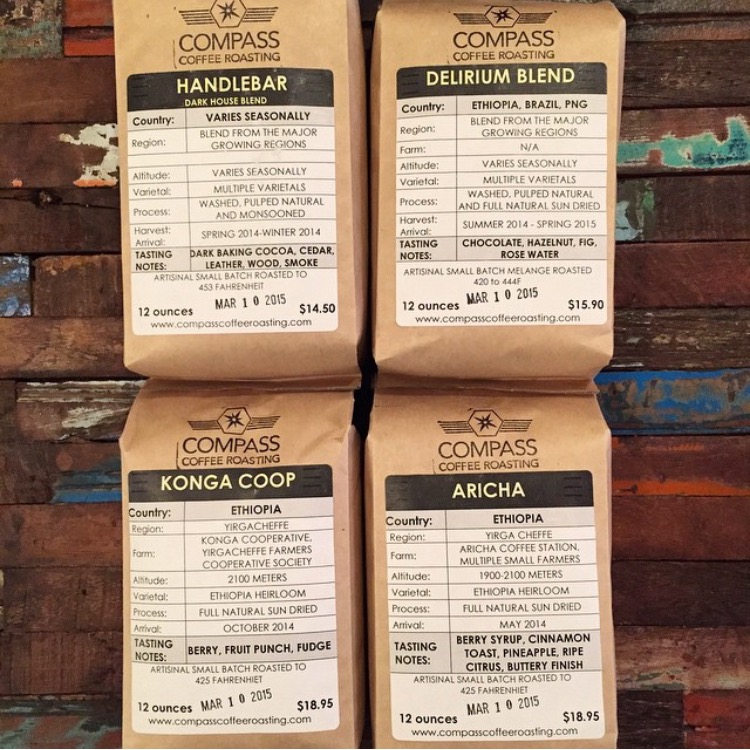 COMPASS
COFFEE ROASTING
HANDLEBAR
DARK HOUSE BLEND
Country: VARIES SEASONALLY
Region: BLEND FROM THE MAJOR
GROWING REGIONS
Altitude: VARIES SEASONALLY
Varietal: MULTIPLE VARIETALS
Process: WASHED, PULPED NATURAL
AND MONSOONED
Harvest: SPRING 2014-WINTER 2014
Arrival:
TASTING DARK BAKING COCOA, CEDAR,
NOTES: LEATHER, WOOD, SMOKE
ARTISINAL SMALL BATCH ROASTED TO
453 FAHRENHEIT
12 ounces MAR 10 2015 $14.50
www.compasscoffeeroasting.com
COMPASS
COFFEE ROASTING
DELIRIUM BLEND
Country: ETHIOPIA, BRAZIL, PNG
Region: BLEND FROM THE MAJOR
GROWING REGIONS
Farm: N/A
Altitude: VARIES SEASONALLY
Varietal: MULTIPLE VARIETALS
Process: WASHED, PULPED NATURAL
AND FULL NATURAL SUN DRIED
Harvest: SUMMER 2014 - SPRING 2015
Arrival:
TASTING CHOCOLATE, HAZELNUT, FIG,
NOTES: ROSE WATER
ARTISINAL SMALL BATCH MELANGE ROASTED
420 to 444F
12 ounces MAR 10 2015 $15.90
www.compasscoffeeroasting.com
COMPASS
COFFEE ROASTING
KONGA COOP
Country: ETHIOPIA
Region: YIRGACHEFFE
Farm: KONGA COOPERATIVE,
YIRGACHEFFE FARMERS
COOPERATIVE SOCIETY
Altitude: 2100 METERS
Varietal: ETHIOPIA HEIRLOOM
Process: FULL NATURAL SUN DRIED
Arrival: OCTOBER 2014
TASTING BERRY, FRUIT PUNCH, FUDGE
NOTES:
ARTISINAL SMALL BATCH ROASTED TO
425 FAHRENHIET
12 ounces MAR 10 2015 $18.95
www.compasscoffeeroasting.com
COMPASS
COFFEE ROASTING
ARICHA
Country: ETHIOPIA
Region: YIRGA CHEFFE
Farm: ARICHA COFFEE STATION,
MULTIPLE SMALL FARMERS
Altitude: 1900-2100 METERS
Varietal: ETHIOPIA HEIRLOOM
Process: FULL NATURAL SUN DRIED
Arrival: MAY 2014
TASTING BERRY SYRUP, CINNAMON
NOTES: TOAST, PINEAPPLE, RIPE
CITRUS, BUTTERY FINISH
ARTISINAL SMALL BATCH ROASTED TO
425 FAHRENHIET
12 ounces MAR 10 2015 $18.95
www.compasscoffeeroasting.com